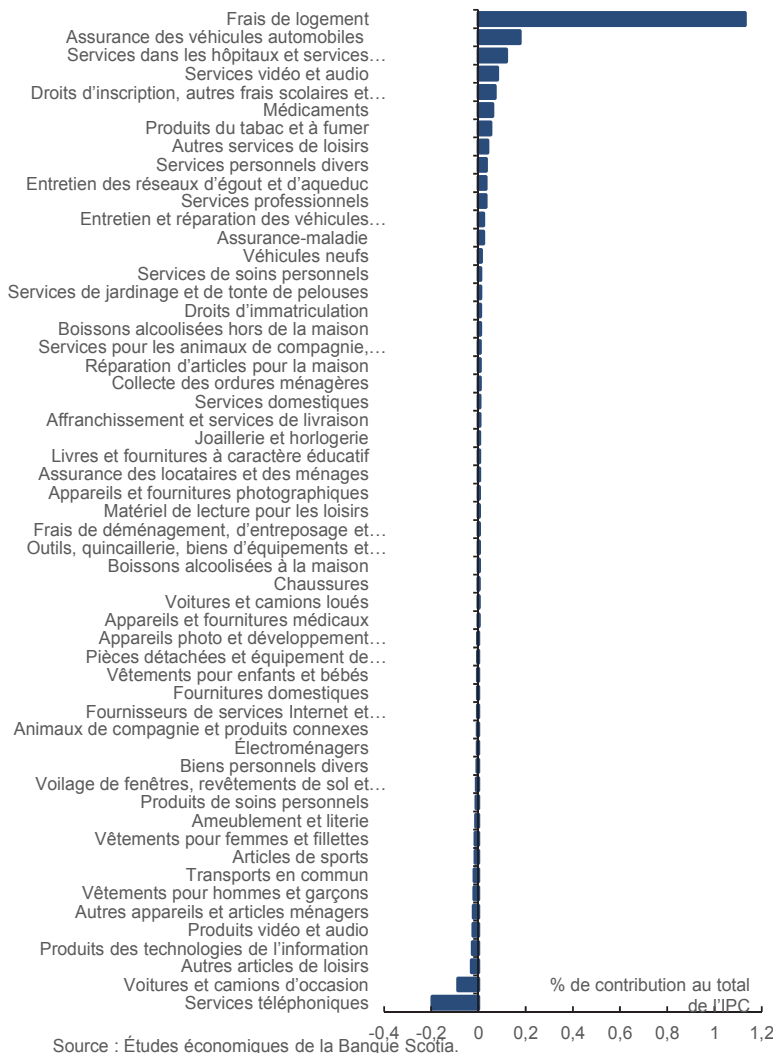 Frais de logement
Assurance des véhicules automobiles
Services dans les hôpitaux et services…
Services vidéo et audio
Droits d'inscription, autres frais scolaires et…
Médicaments
Produits du tabac et à fumer
Autres services de loisirs
Services personnels divers
Entretien des réseaux d'égout et d'aqueduc
Services professionnels
Entretien et réparation des véhicules…
Assurance-maladie
Véhicules neufs
Services de soins personnels
Services de jardinage et de tonte de pelouses
Droits d'immatriculation
Boissons alcoolisées hors de la maison
Services pour les animaux de compagnie,…
Réparation d'articles pour la maison
Collecte des ordures ménagères
Services domestiques
Affranchissement et services de livraison
Joaillerie et horlogerie
Livres et fournitures à caractère éducatif
Assurance des locataires et des ménages
Appareils et fournitures photographiques
Matériel de lecture pour les loisirs
Frais de déménagement, d'entreposage et…
Outils, quincaillerie, biens d'équipements et…
Boissons alcoolisées à la maison
Chaussures
Voitures et camions loués
Appareils et fournitures médicaux
Appareils photo et développement…
Pièces détachées et équipement de…
Vêtements pour enfants et bébés
Fournitures domestiques
Fournisseurs de services Internet et…
Animaux de compagnie et produits connexes
Électroménagers
Biens personnels divers
Voilage de fenêtres, revêtements de sol et…
Produits de soins personnels
Ameublement et literie
Vêtements pour femmes et fillettes
Articles de sports
Transports en commun
Vêtements pour hommes et garçons
Autres appareils et articles ménagers
Produits vidéo et audio
Produits des technologies de l'information
Autres articles de loisirs
Voitures et camions d'occasion
Services téléphoniques
% de contribution au total
de l'IPC
-0,4 -0,2 0 0,2 0,4 0,6 0,8 1 1,2
Source : Études économiques de la Banque Scotia.